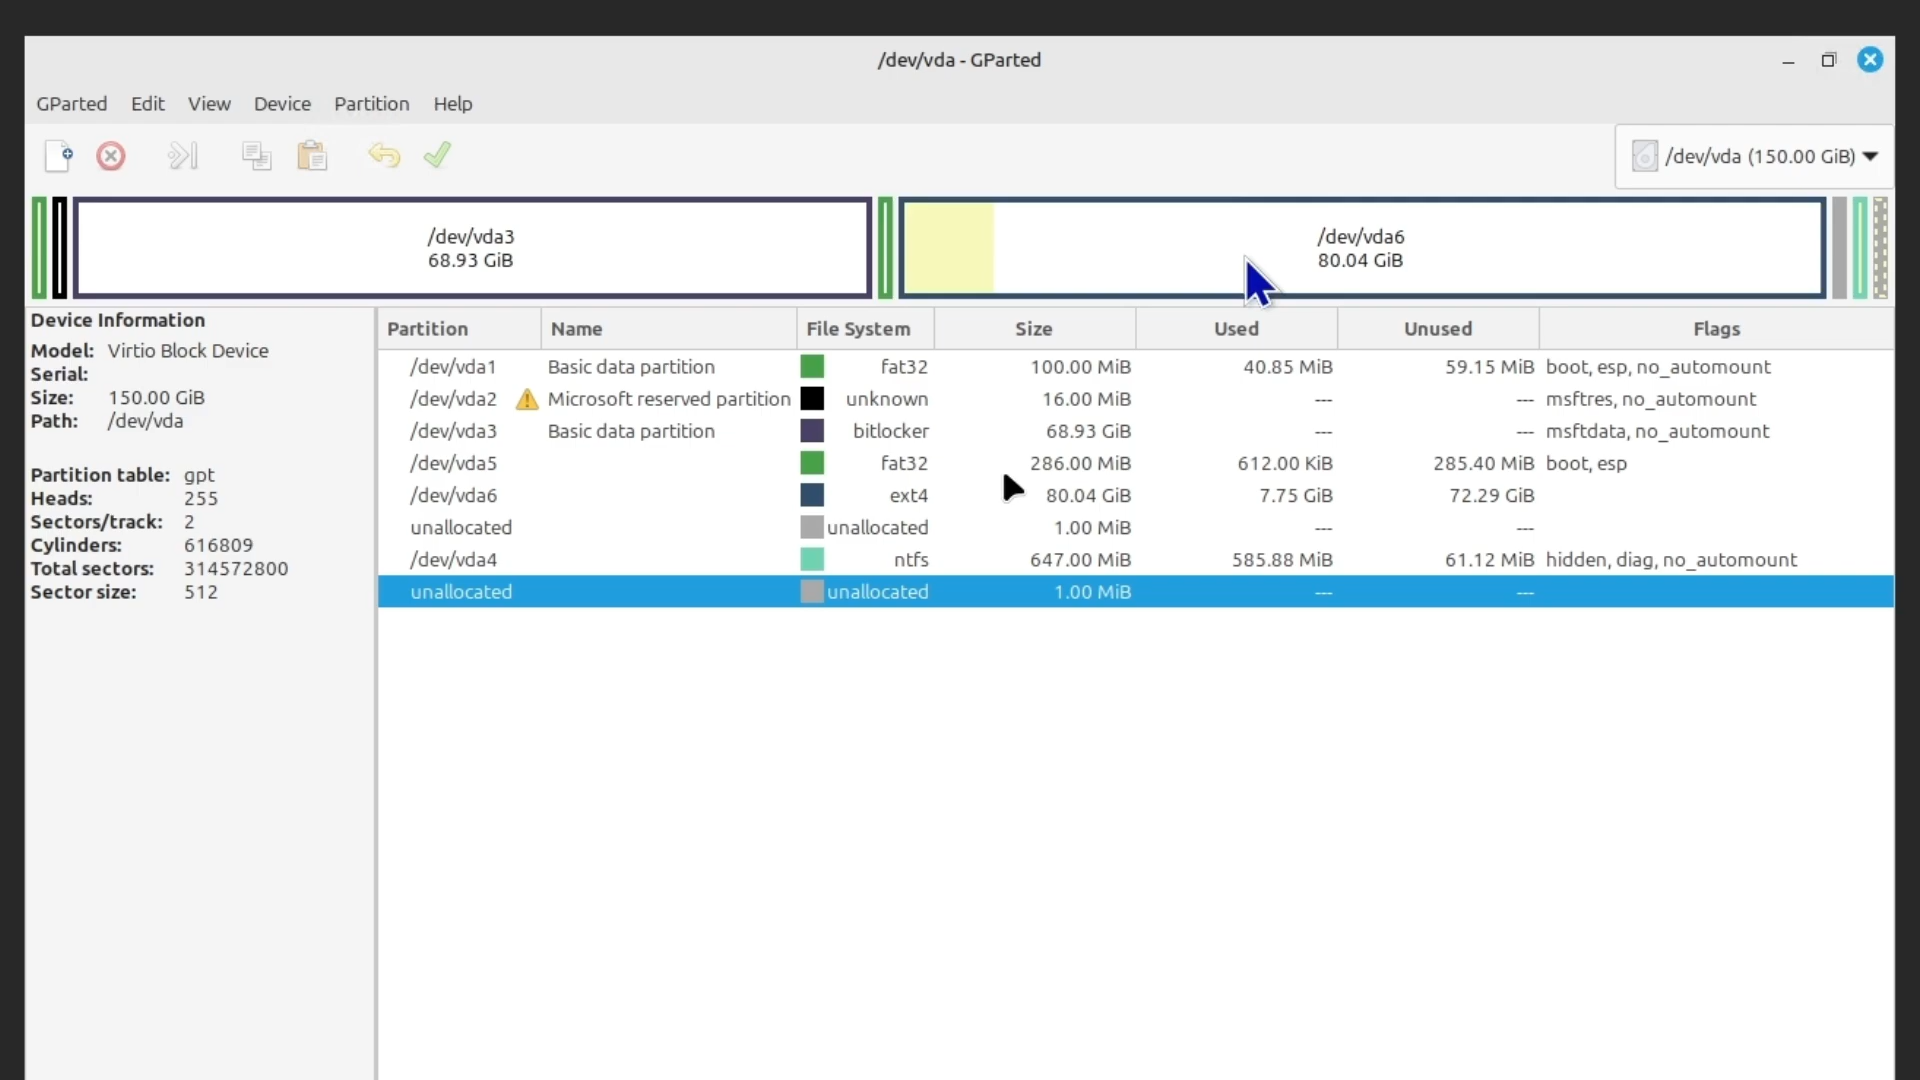 /dev/vda - GParted
GParted Edit View Device Partition Help
/dev/vda (150.00 GiB)
/dev/vda3
68.93 GiB
/dev/vda6
80.04 GiB
Device Information
Model: Virtio Block Device
Serial:
Size: 150.00 GiB
Path: /dev/vda
Partition table: gpt
Heads: 255
Sectors/track: 2
Cylinders: 616809
Total sectors: 314572800
Sector size: 512
Partition Name File System Size Used Unused Flags
/dev/vda1 Basic data partition fat32 100.00 MiB 40.85 MiB 59.15 MiB boot, esp, no_automount
/dev/vda2 Microsoft reserved partition unknown 16.00 MiB --- --- msftres, no_automount
/dev/vda3 Basic data partition bitlocker 68.93 GiB --- --- msftdata, no_automount
/dev/vda5 fat32 286.00 MiB 612.00 KiB 285.40 MiB boot, esp
/dev/vda6 ext4 80.04 GiB 7.75 GiB 72.29 GiB
unallocated unallocated 1.00 MiB --- ---
/dev/vda4 ntfs 647.00 MiB 585.88 MiB 61.12 MiB hidden, diag, no_automount
unallocated unallocated 1.00 MiB --- ---